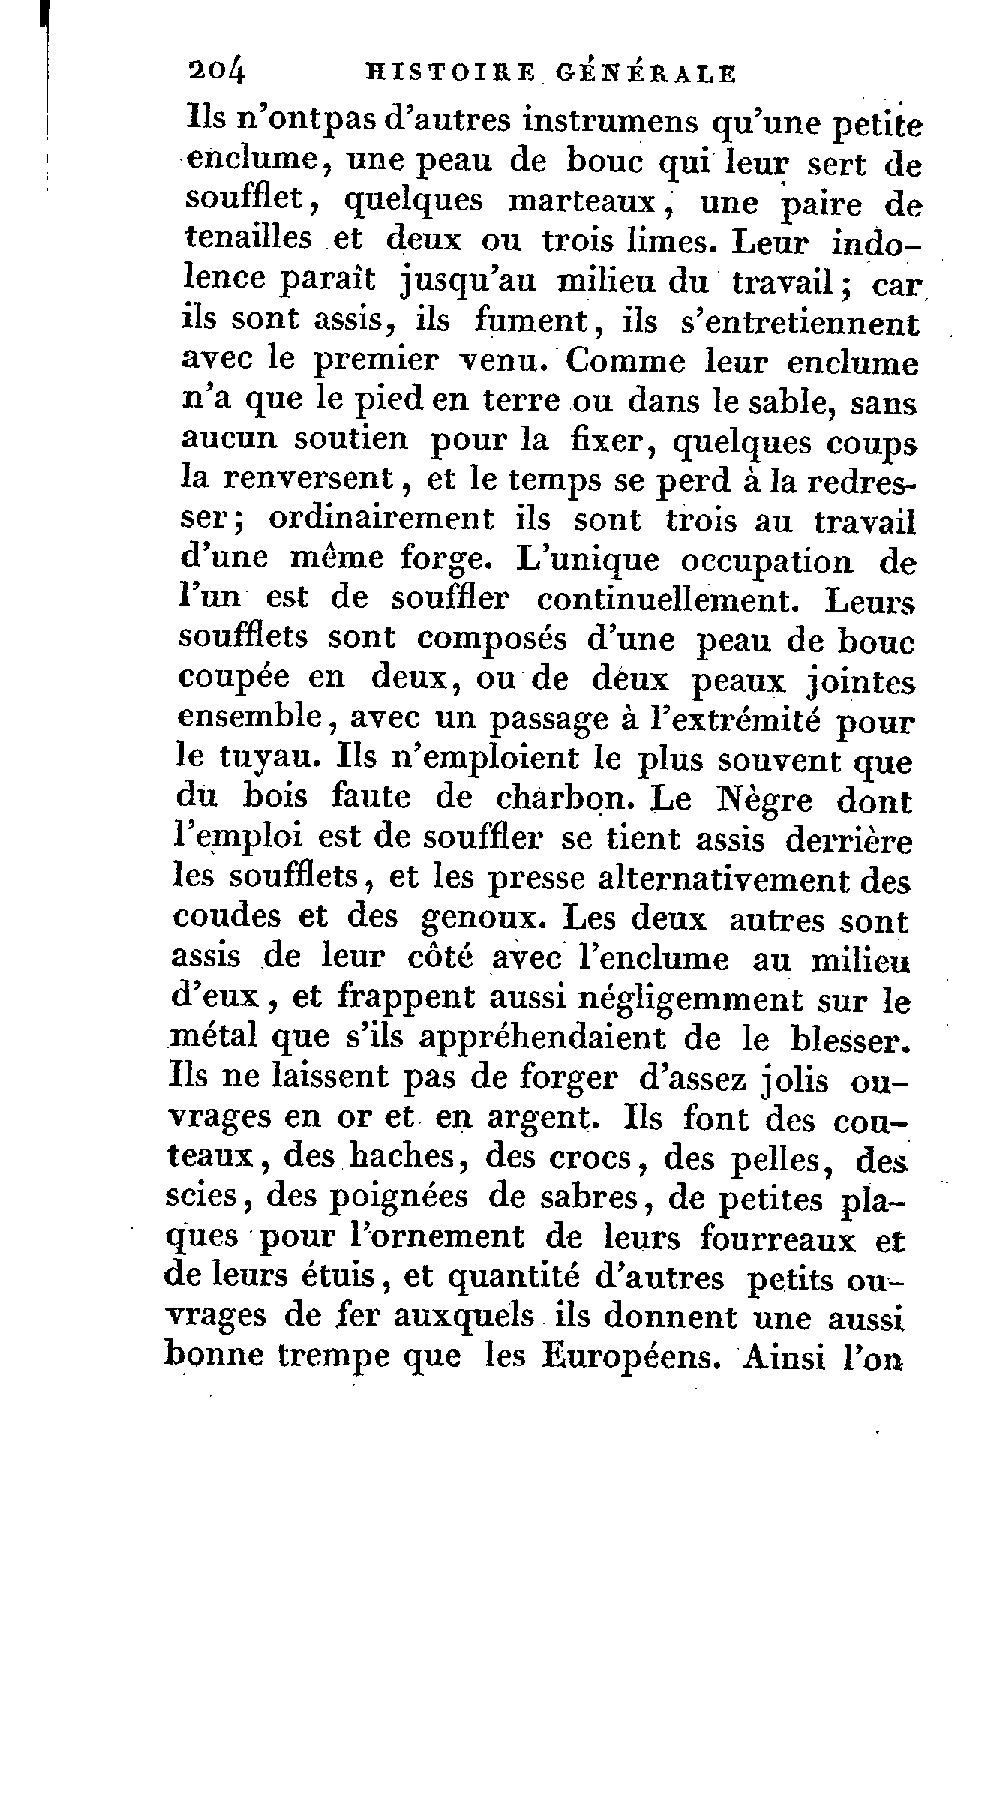 204 HISTOIRE GÉNÉRALE
Ils n'ontpas d'autres instrumens qu'une petite
enclume, une peau de bouc qui leur sert de
soufflet, quelques marteaux, une paire de
tenailles et deux ou trois limes. Leur indo-
lence paraît jusqu'au milieu du travail; car
ils sont assis, ils fument, ils s'entretiennent
avec le premier venu. Comme leur enclume
n'a que le pied en terre ou dans le sable, sans
aucun soutien pour la fixer, quelques coups
la renversent, et le temps se perd à la redres-
ser; ordinairement ils sont trois au travail
d'une même forge. L'unique occupation de
l'un est de souffler continuellement. Leurs
soufflets sont composés d'une peau de bouc
coupée en deux, ou de deux peaux jointes
ensemble, avec un passage à l'extrémité pour
le tuyau. Ils n'emploient le plus souvent que
du bois faute de charbon. Le Nègre dont
l'emploi est de souffler se tient assis derrière
les soufflets, et les presse alternativement des
coudes et des genoux. Les deux autres sont
assis de leur côté avec l'enclume au milieu
d'eux, et frappent aussi négligemment sur le
métal que s'ils appréhendaient de le blesser.
Ils ne laissent pas de forger d'assez jolis ou-
vrages en or et en argent. Ils font des cou-
teaux, des haches, des crocs, des pelles, des
scies, des poignées de sabres, de petites pla-
ques pour l'ornement de leurs fourreaux et
de leurs étuis, et quantité d'autres petits ou-
vrages de fer auxquels ils donnent une aussi
bonne trempe que les Européens. Ainsi l'on